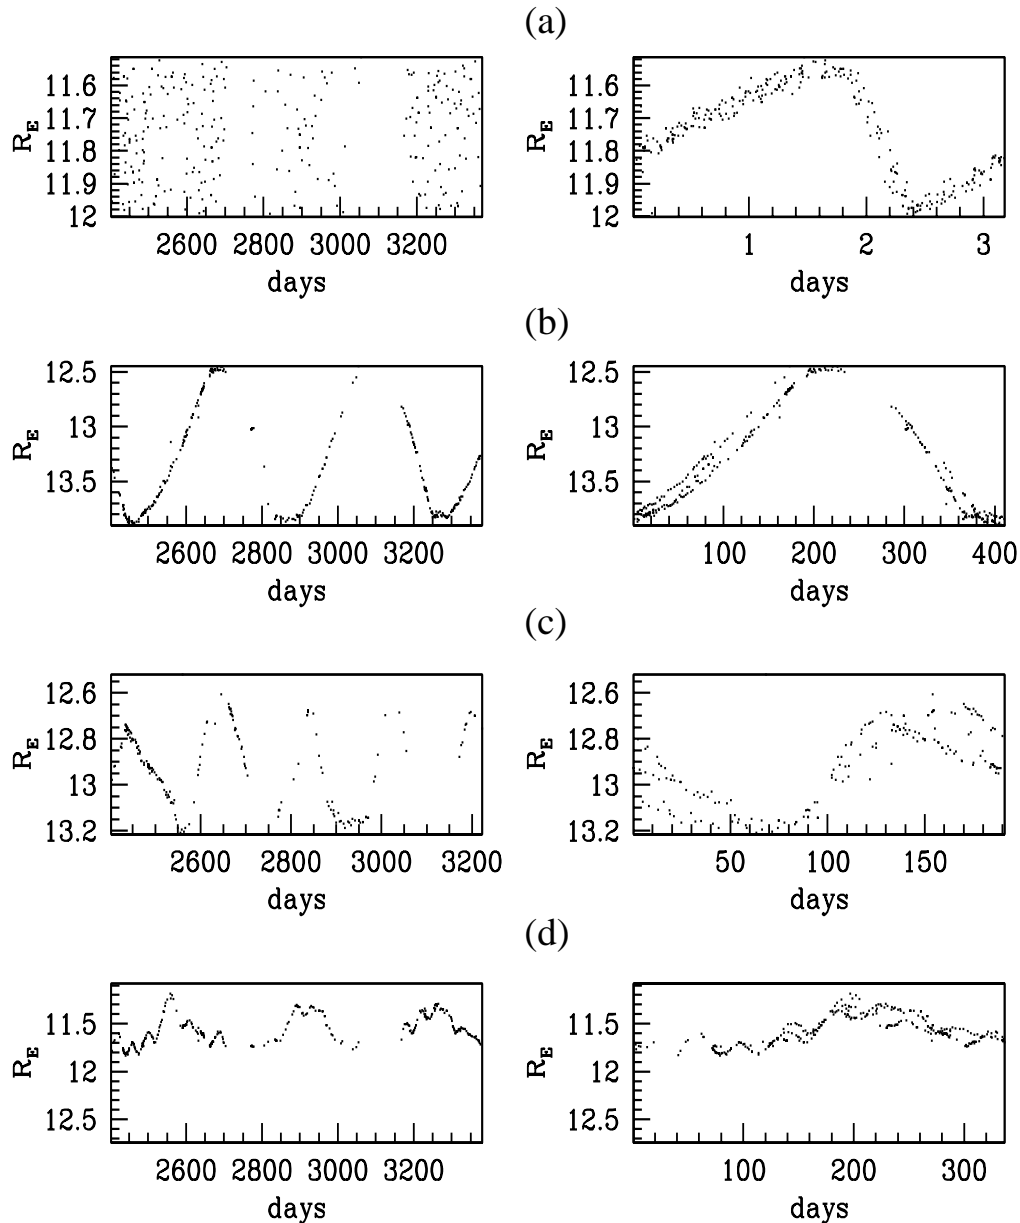 (a)
R_E
11.6
11.7
11.8
11.9
12
2600 2800 3000 3200
days
R_E
11.6
11.7
11.8
11.9
12
1 2 3
days
(b)
R_E
12.5
13
13.5
2600 2800 3000 3200
days
R_E
12.5
13
13.5
100 200 300 400
days
(c)
R_E
12.6
12.8
13
13.2
2600 2800 3000 3200
days
R_E
12.6
12.8
13
13.2
50 100 150
days
(d)
R_E
11.5
12
12.5
2600 2800 3000 3200
days
R_E
11.5
12
12.5
100 200 300
days